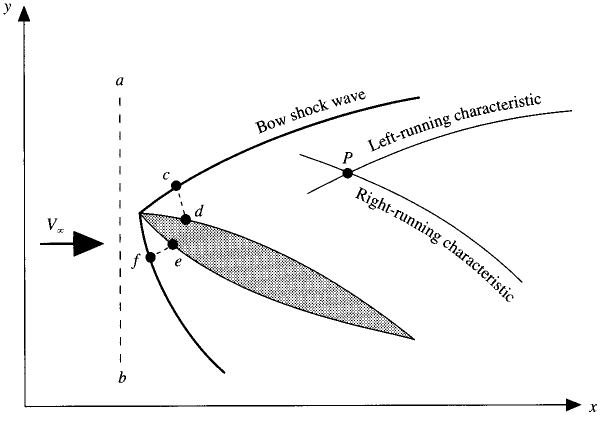 y
a
Bow shock wave
Left-running characteristic
P
c
d
Right-running characteristic
V∞
e
f
b
x